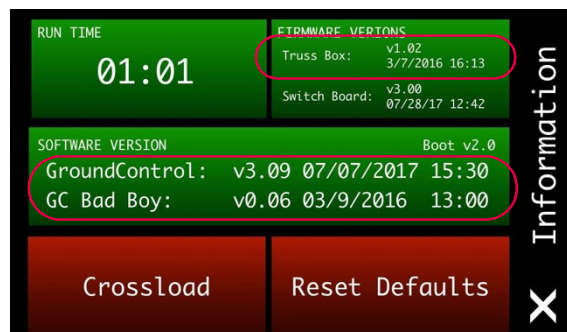 RUN TIME
01:01
FIRMWARE VERIONS
Truss Box: v1.02
3/7/2016 16:13
Switch Board: v3.00
07/28/17 12:42
SOFTWARE VERSION Boot v2.0
GroundControl: v3.09 07/07/2017 15:30
GC Bad Boy: v0.06 03/9/2016 13:00
Crossload
Reset Defaults
Information
X